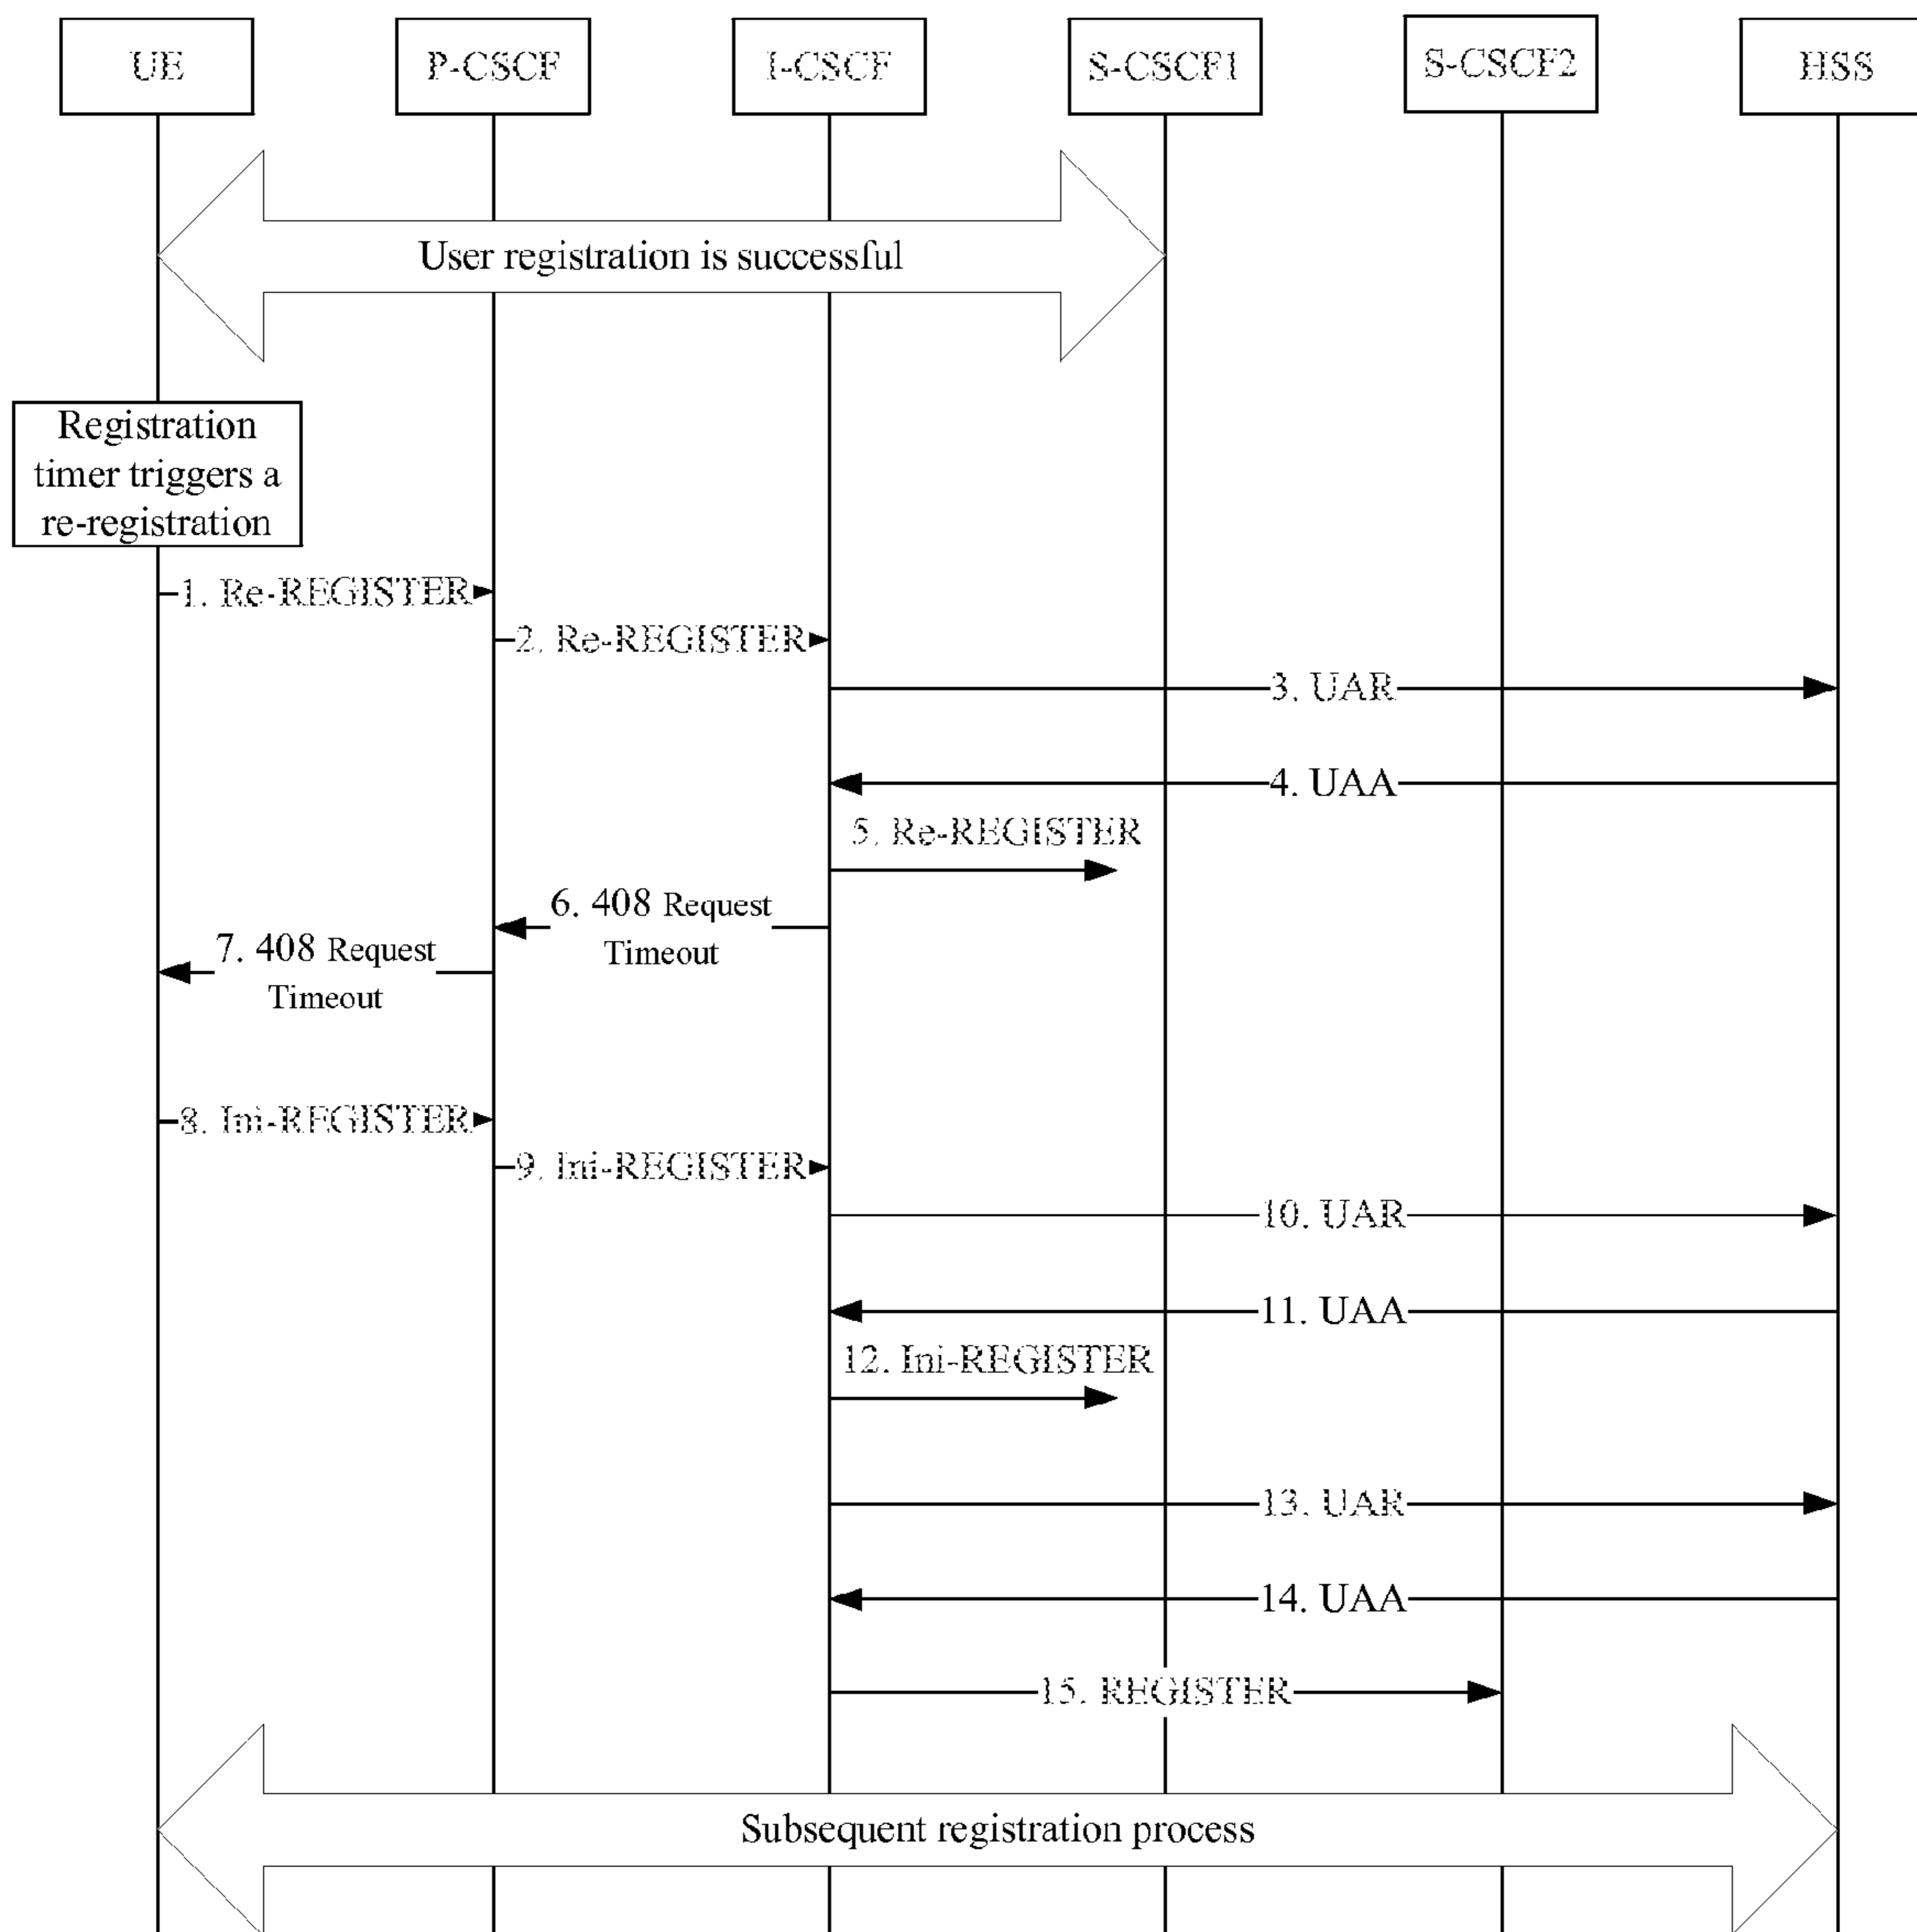 UE
P-CSCF
I-CSCF
S-CSCF1
S-CSCF2
HSS
User registration is successful
Registration
timer triggers a
re-registration
1. Re-REGISTER
2. Re-REGISTER
3. UAR
4. UAA
5. Re-REGISTER
6. 408 Request
Timeout
7. 408 Request
Timeout
8. Ini-REGISTER
9. Ini-REGISTER
10. UAR
11. UAA
12. Ini-REGISTER
13. UAR
14. UAA
15. REGISTER
Subsequent registration process